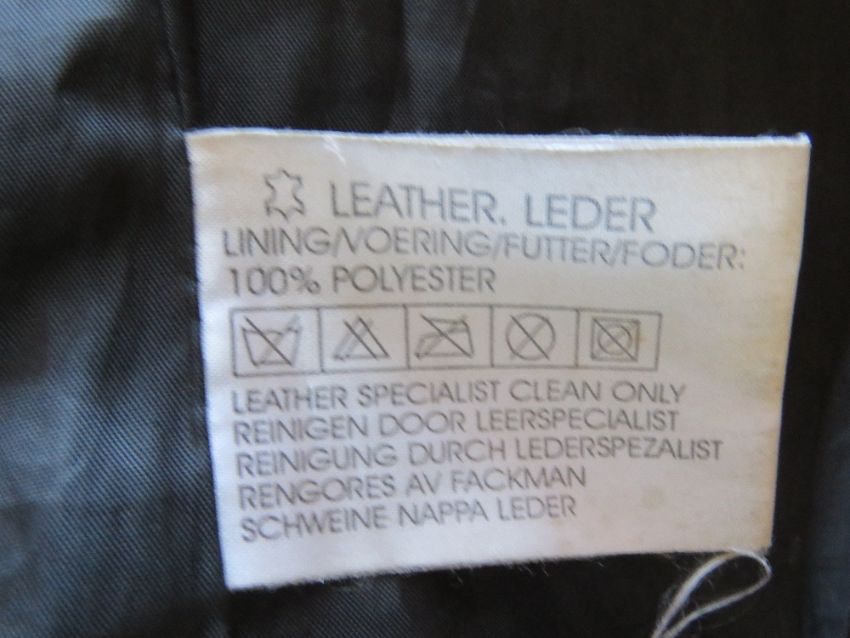 LEATHER. LEDER
LINING/VOERING/FUTTER/FODER:
100% POLYESTER
LEATHER SPECIALIST CLEAN ONLY
REINIGEN DOOR LEERSPECIALIST
REINIGUNG DURCH LEDERSPEZALIST
RENGORES AV FACKMAN
SCHWEINE NAPPA LEDER